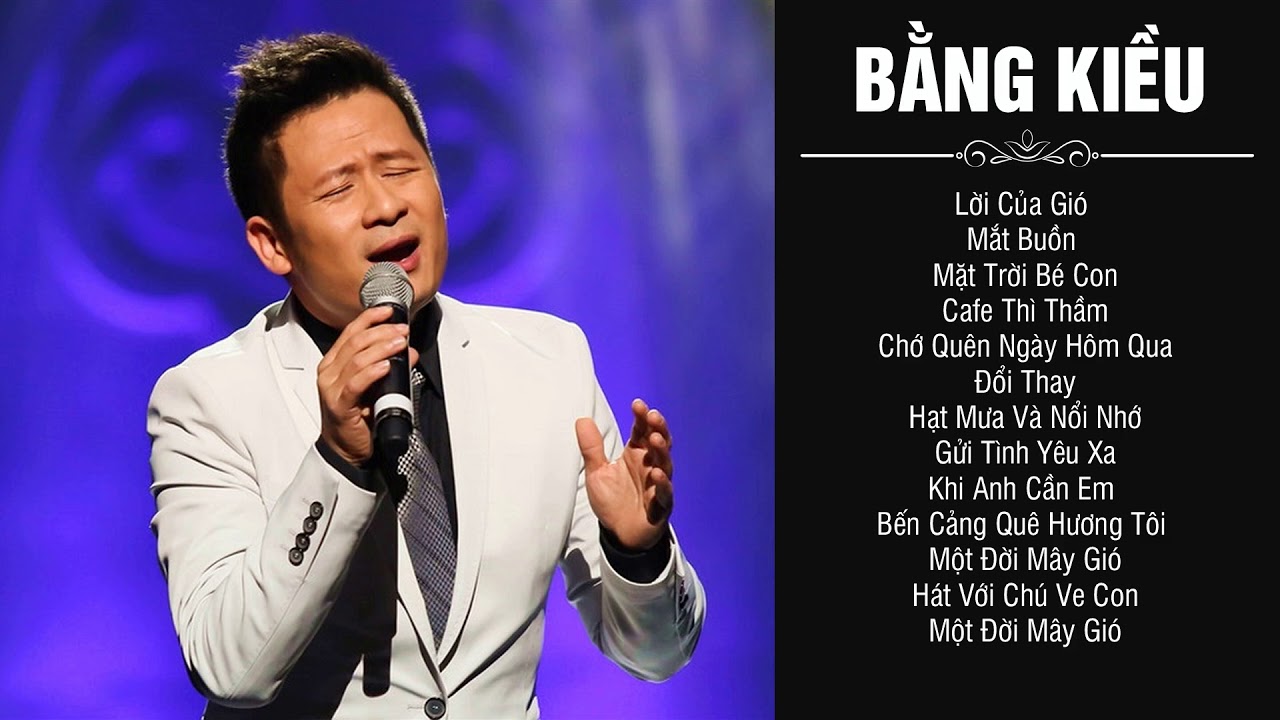 BẰNG KIỀU
Lời Của Gió
Mắt Buồn
Mặt Trời Bé Con
Cafe Thì Thầm
Chớ Quên Ngày Hôm Qua
Đổi Thay
Hạt Mưa Và Nổi Nhớ
Gửi Tình Yêu Xa
Khi Anh Cần Em
Bến Cảng Quê Hương Tôi
Một Đời Mây Gió
Hát Với Chú Ve Con
Một Đời Mây Gió